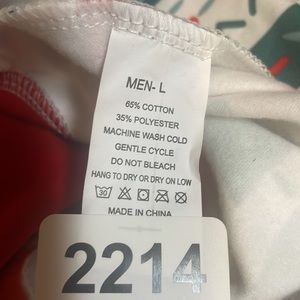 MEN- L
65% COTTON
35% POLYESTER
MACHINE WASH COLD
GENTLE CYCLE
DO NOT BLEACH
HANG TO DRY OR DRY ON LOW
30
MADE IN CHINA
2214